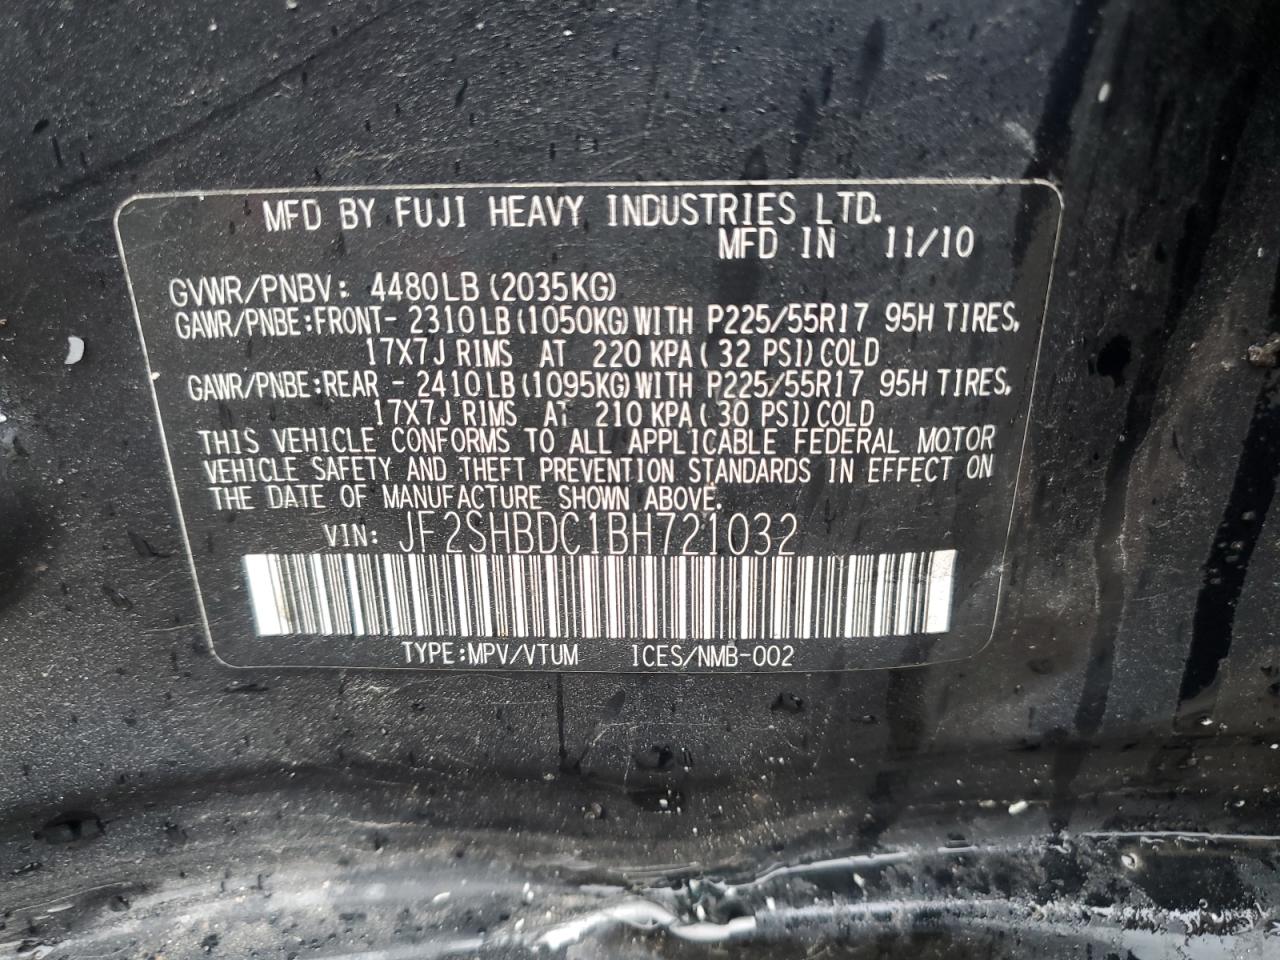 MFD BY FUJI HEAVY INDUSTRIES LTD.
MFD IN 11/10
GVWR/PNBV: 4480LB (2035KG)
GAWR/PNBE:FRONT- 2310LB(1050KG)WITH P225/55R17 95H TIRES,
17X7J RIMS AT 220 KPA( 32 PSI)COLD
GAWR/PNBE:REAR - 2410LB(1095KG)WITH P225/55R17 95H TIRES,
17X7J RIMS AT 210 KPA( 30 PSI)COLD
THIS VEHICLE CONFORMS TO ALL APPLICABLE FEDERAL MOTOR
VEHICLE SAFETY AND THEFT PREVENTION STANDARDS IN EFFECT ON
THE DATE OF MANUFACTURE SHOWN ABOVE.
VIN: JF2SHBDC1BH721032
TYPE:MPV/VTUM ICES/NMB-002